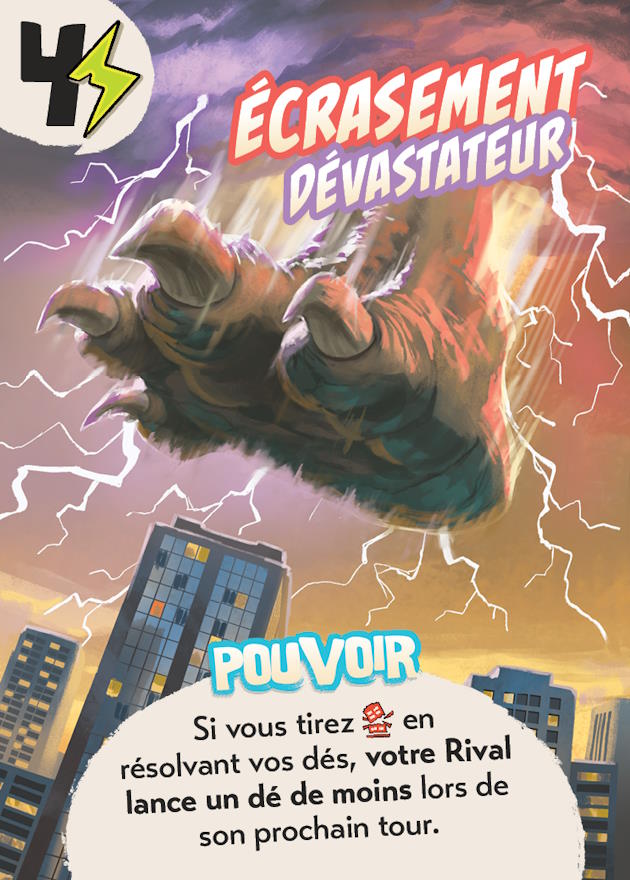 4
ÉCRASEMENT
DÉVASTATEUR
POUVOIR
Si vous tirez en
résolvant vos dés, votre Rival
lance un dé de moins lors de
son prochain tour.